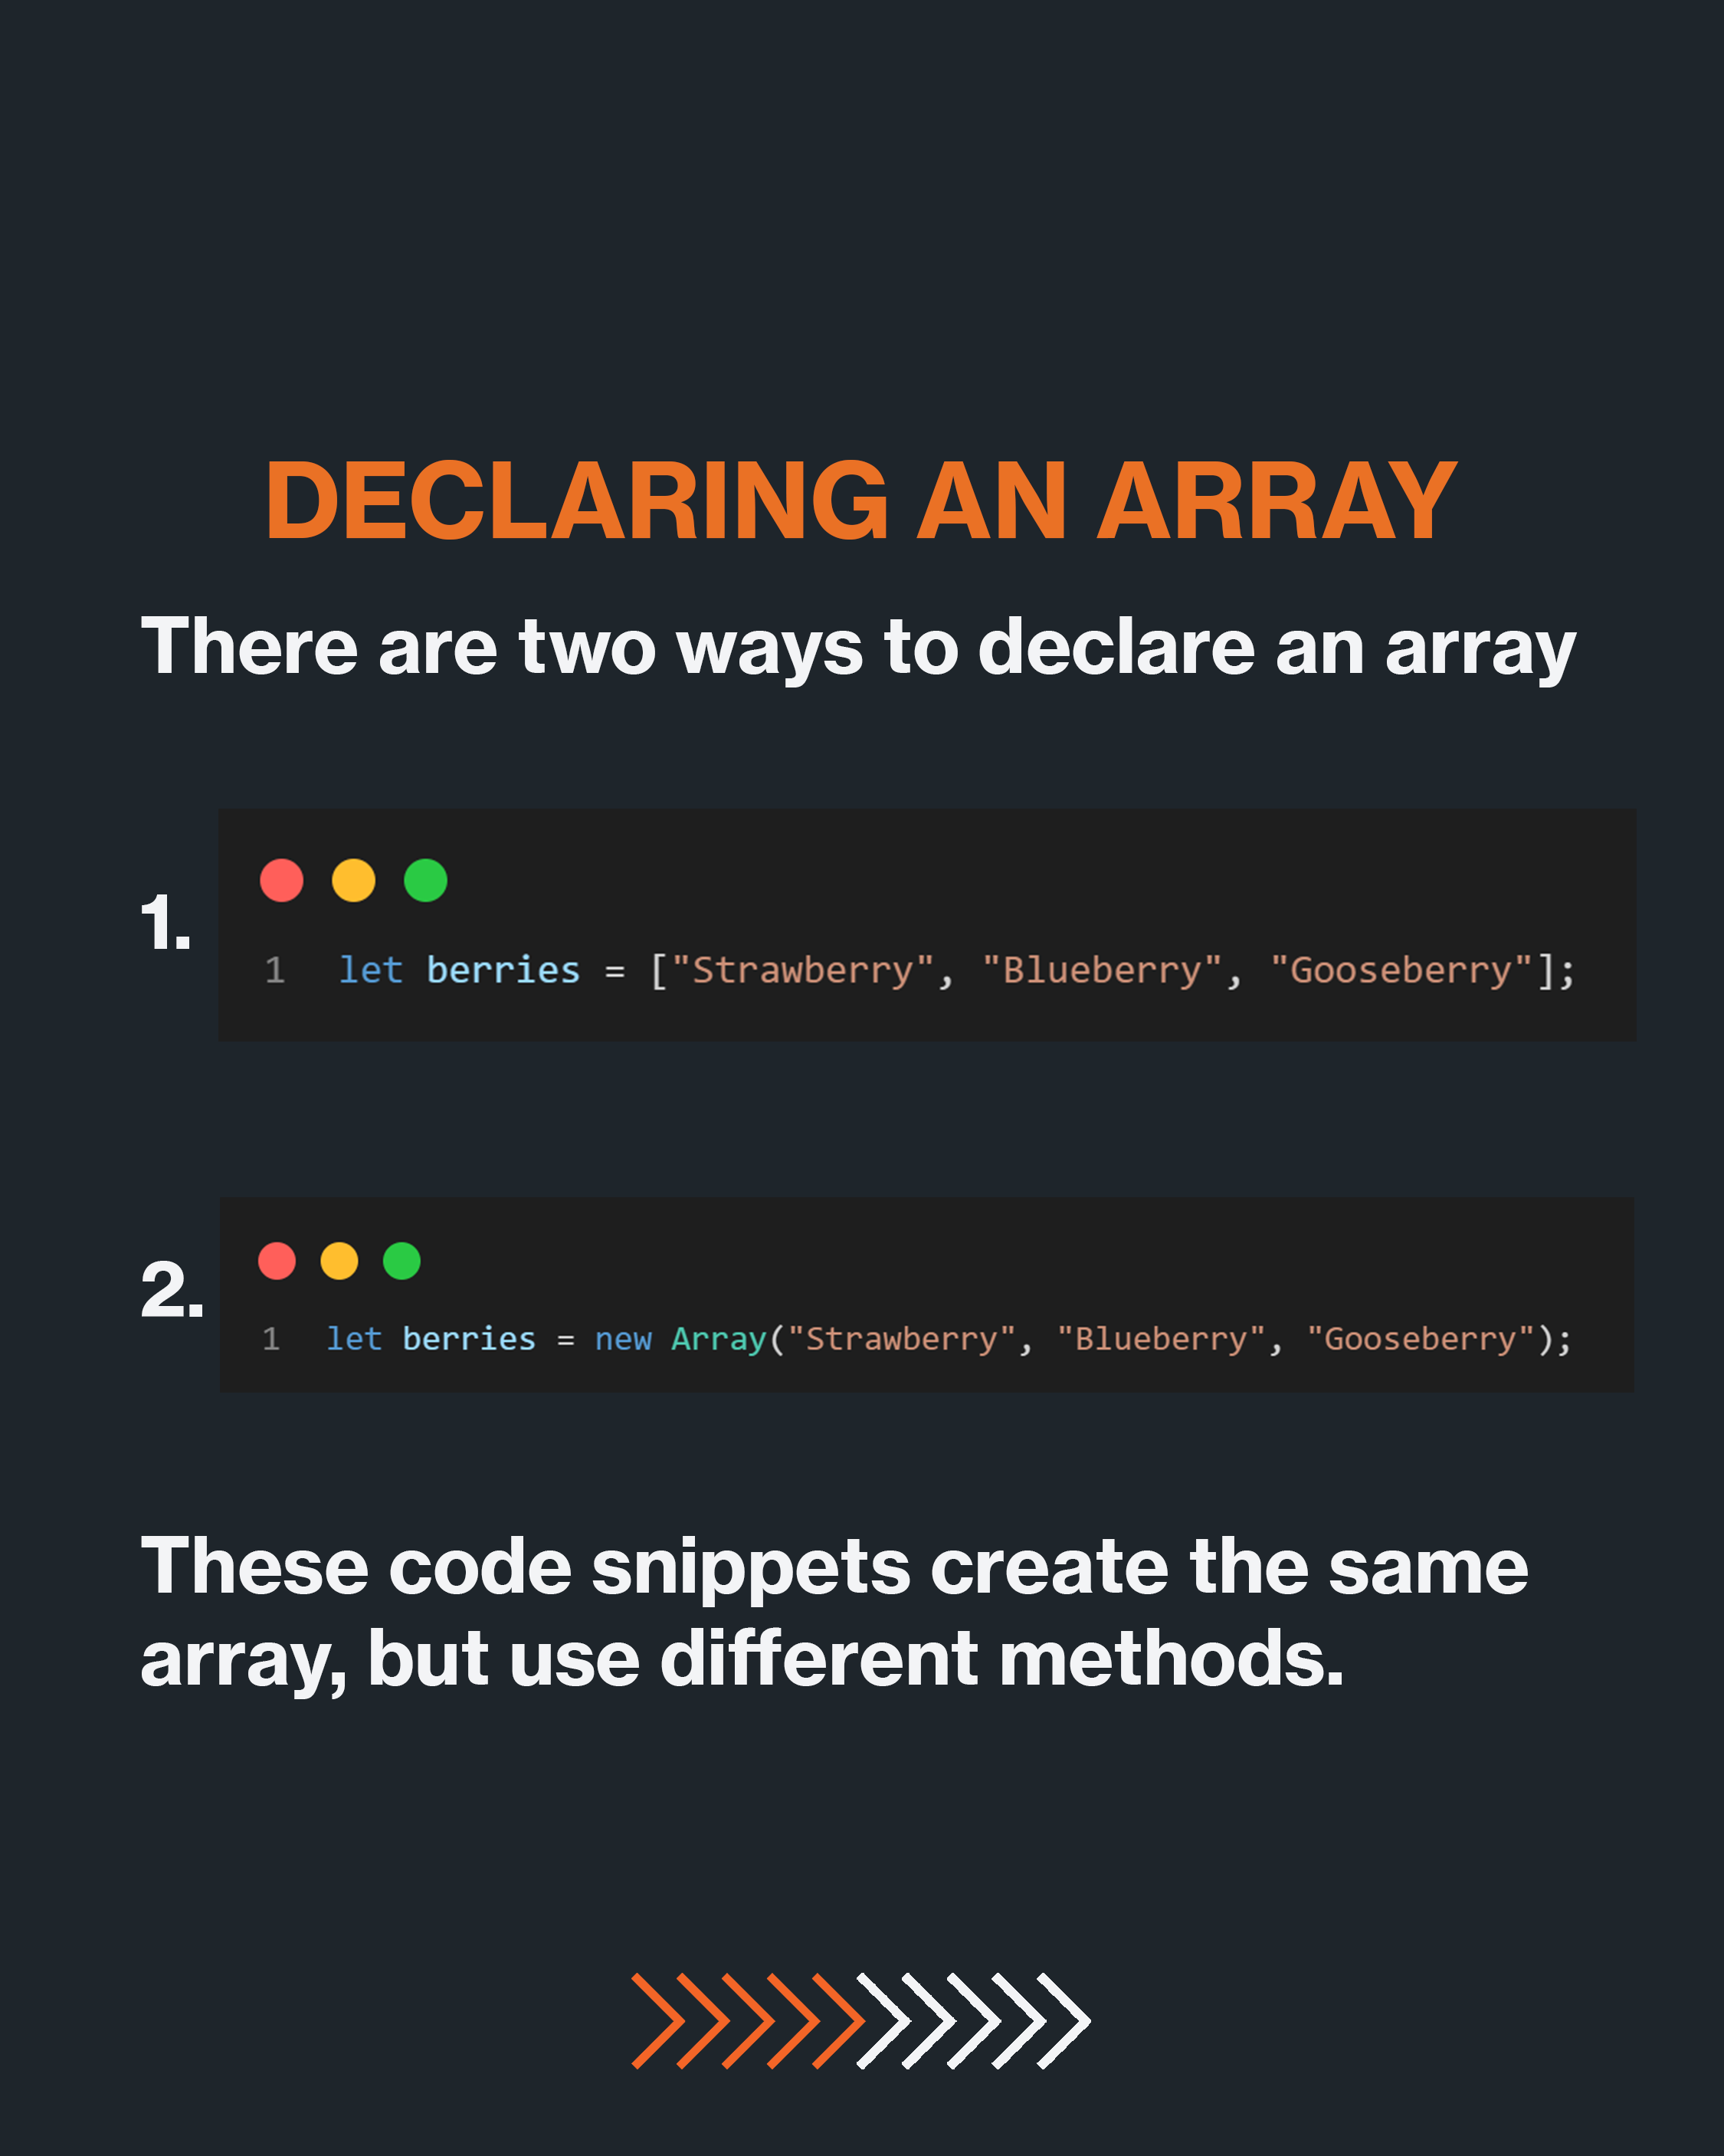 DECLARING AN ARRAY
There are two ways to declare an array
1.
1 let berries = ["Strawberry", "Blueberry", "Gooseberry"];
2.
1 let berries = new Array("Strawberry", "Blueberry", "Gooseberry");
These code snippets create the same
array, but use different methods.